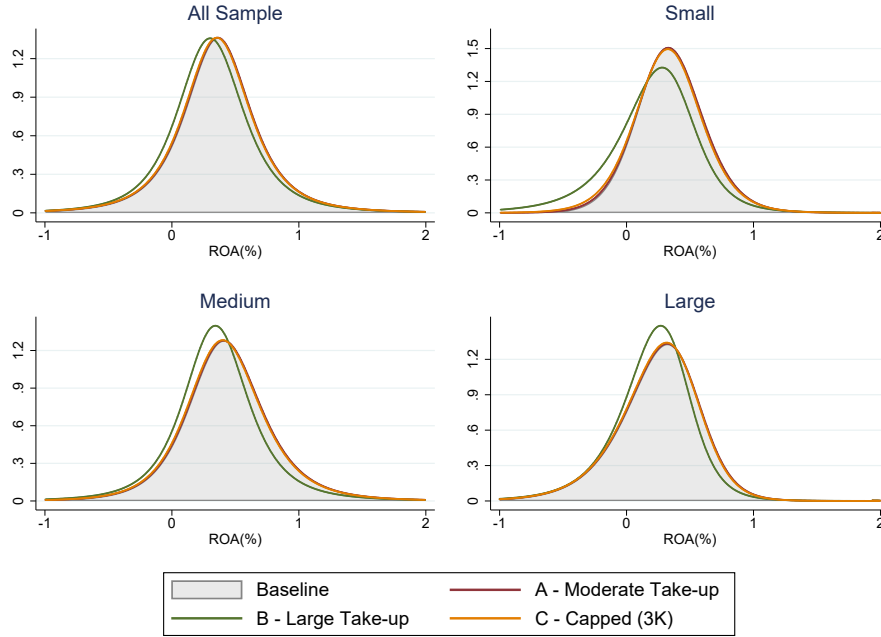 All Sample
Small
1.2
.9
.6
.3
0
-1 0 1 2
ROA(%)
1.5
1.2
.9
.6
.3
0
-1 0 1 2
ROA(%)
Medium
Large
1.2
.9
.6
.3
0
-1 0 1 2
ROA(%)
1.2
.9
.6
.3
0
-1 0 1 2
ROA(%)
Baseline
A - Moderate Take-up
B - Large Take-up
C - Capped (3K)